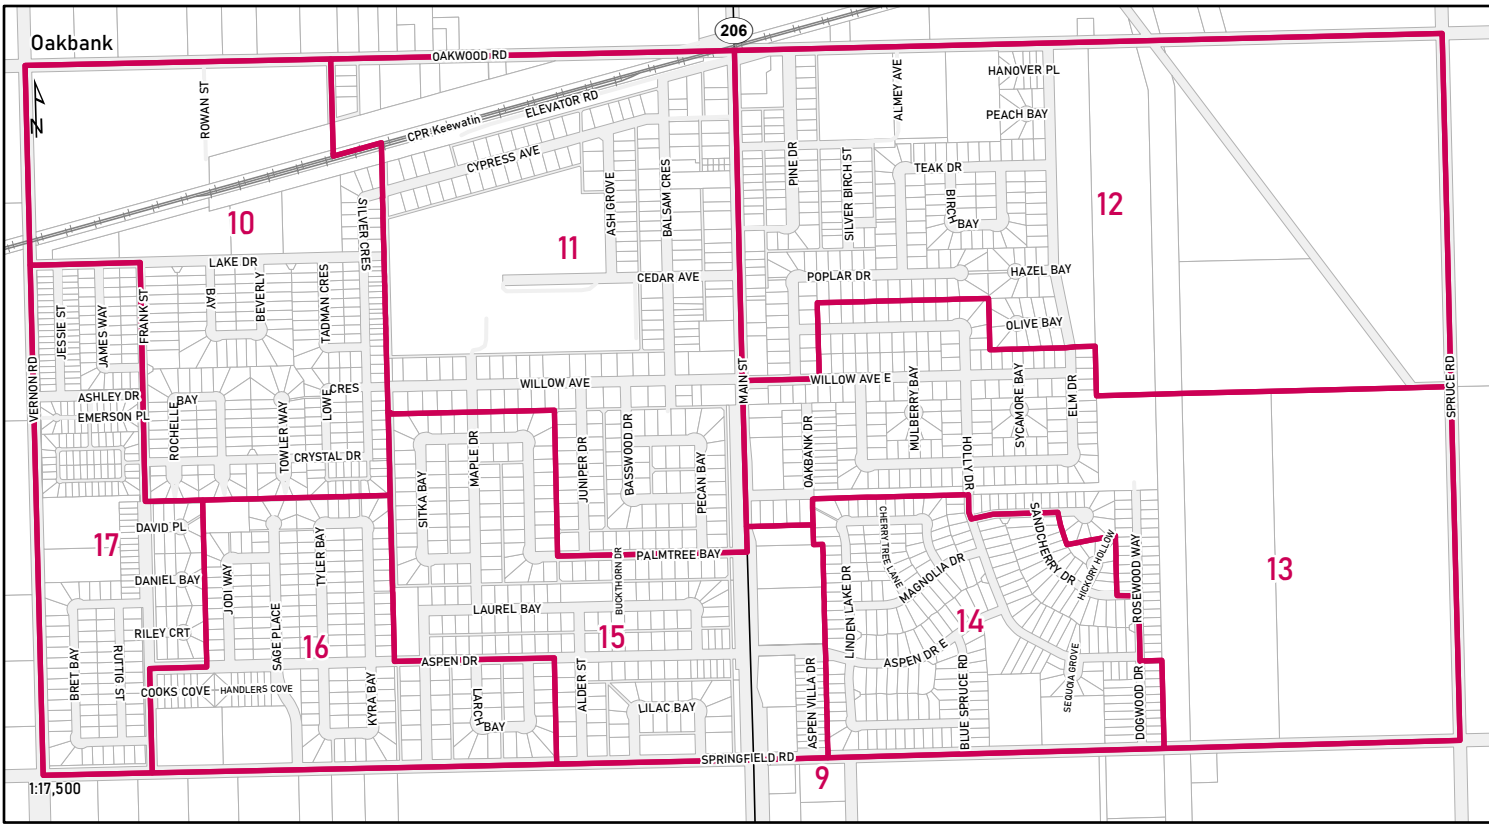 206
Oakbank
OAKWOOD RD
N
ROWAN ST
CPR Keewatin
ELEVATOR RD
CYPRESS AVE
ALMEY AVE
HANOVER PL
PEACH BAY
PINE DR
SILVER BIRCH ST
TEAK DR
BIRCH
BAY
12
10
SILVER CRES
11
ASH GROVE
BALSAM CRES
LAKE DR
BAY
BEVERLY
TADMAN CRES
CEDAR AVE
POPLAR DR
HAZEL BAY
OLIVE BAY
JESSIE ST
JAMES WAY
FRANK ST
VERNON RD
ASHLEY DR
EMERSON PL
ROCHELLE
BAY
TOWLER WAY
LOWE
CRES
CRYSTAL DR
WILLOW AVE
MAIN ST
WILLOW AVE E
MULBERRY BAY
SYCAMORE BAY
ELM DR
SPRUCE RD
SITKA BAY
MAPLE DR
JUNIPER DR
BASSWOOD DR
PECAN BAY
OAKBANK DR
HOLLY DR
DAVID PL
17
DANIEL BAY
RILEY CRT
JODI WAY
SAGE PLACE
TYLER BAY
16
PALMTREE BAY
BUCKTHORN DR
LAUREL BAY
15
CHERRYTREE LANE
MAGNOLIA DR
LINDEN LAKE DR
14
SANDCHERRY DR
HICKORY HOLLOW
ROSEWOOD WAY
13
BRET BAY
RUTTIG ST
COOKS COVE
HANDLERS COVE
KYRA BAY
ASPEN DR
LARCH
BAY
ALDER ST
LILAC BAY
ASPEN VILLA DR
ASPEN DR E
BLUE SPRUCE RD
SEQUOIA GROVE
DOGWOOD DR
SPRINGFIELD RD
9
1:17,500